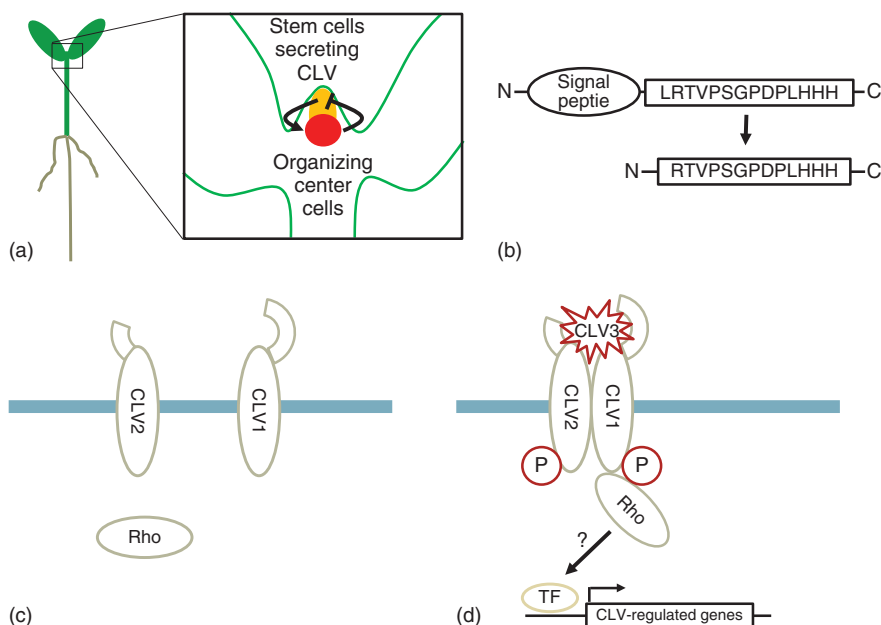 Stem cells
secreting
CLV
Organizing
center
cells
(a)
N
Signal
peptie
LRTVPSGPDPLHHH
C
N
RTVPSGPDPLHHH
C
(b)
CLV2
CLV1
Rho
(c)
CLV3
CLV2
CLV1
P
P
Rho
?
TF
CLV-regulated genes
(d)